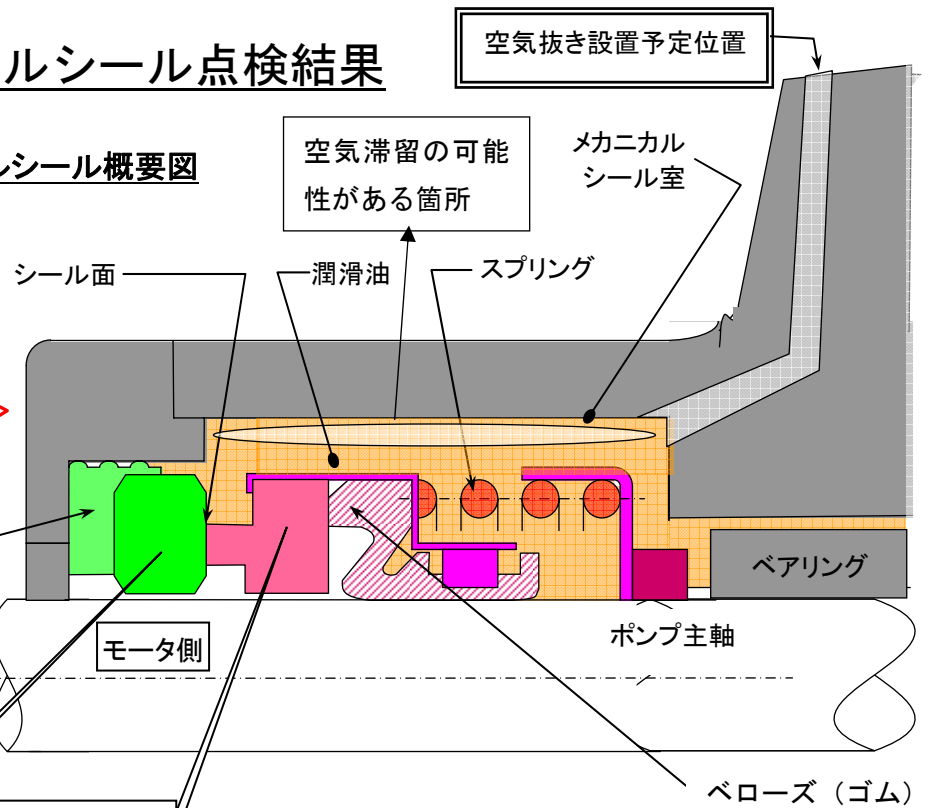 ルシール点検結果
空気抜き設置予定位置
ルシール概要図
空気滞留の可能
性がある箇所
メカニカル
シール室
シール面
潤滑油
スプリング
ベアリング
モータ側
ポンプ主軸
ベローズ（ゴム）